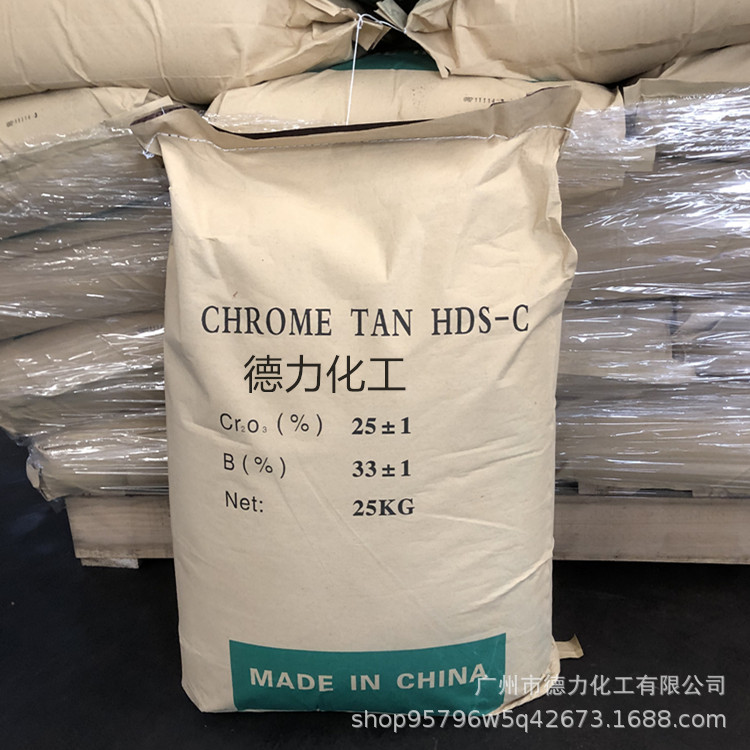 CHROME TAN HDS-C
德力化工
Cr₂O₃(%) 25±1
B(%) 33±1
Net: 25KG
MADE IN CHINA
广州市德力化工有限公司
shop95796w5q42673.1688.com